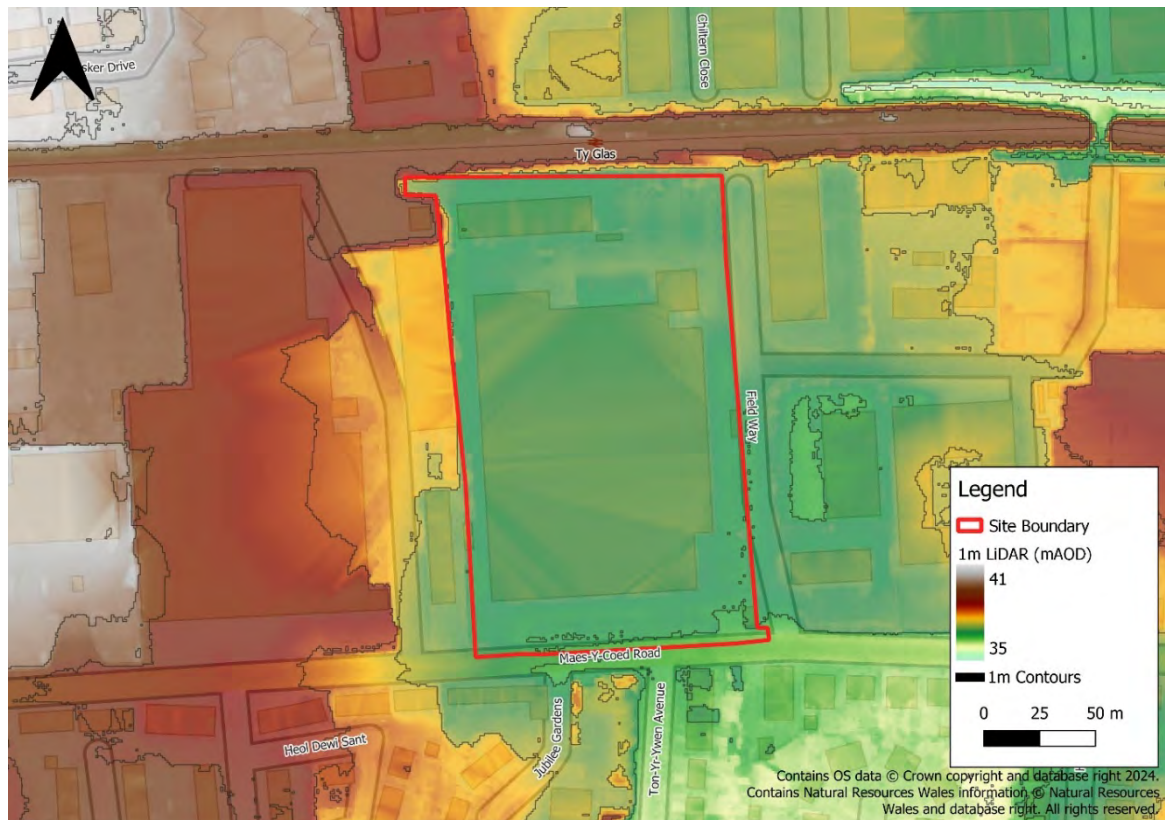 sker Drive
Chiltern Close
Ty Glas
Field Way
Maes-Y-Coed Road
Heol Dewi Sant
Jubilee Gardens
Ton-Yr-Ywen Avenue
Legend
Site Boundary
1m LiDAR (mAOD)
41
35
1m Contours
0 25 50 m
Contains OS data © Crown copyright and database right 2024.
Contains Natural Resources Wales information © Natural Resources
Wales and database right. All rights reserved.